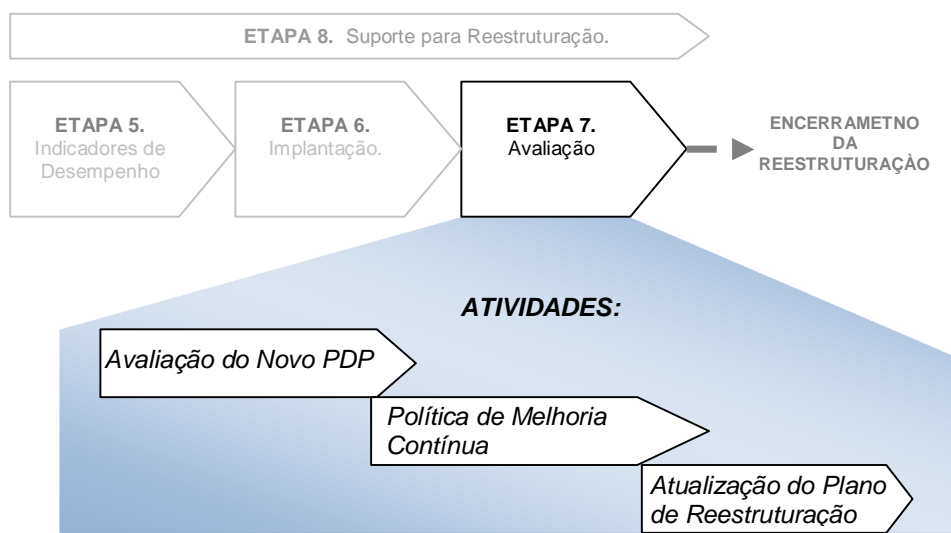 ETAPA 8. Suporte para Reestruturação.
ETAPA 5.
Indicadores de
Desempenho
ETAPA 6.
Implantação.
ETAPA 7.
Avaliação
ENCERRAMETNO
DA
REESTRUTURAÇÀO
ATIVIDADES:
Avaliação do Novo PDP
Política de Melhoria
Contínua
Atualização do Plano
de Reestruturação